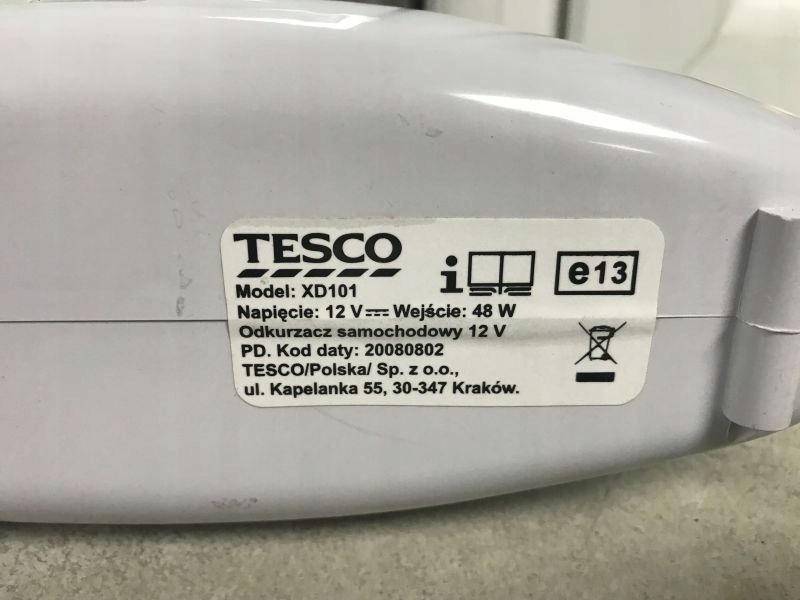 TESCO
i
e13
Model: XD101
Napięcie: 12 V⎓ Wejście: 48 W
Odkurzacz samochodowy 12 V
PD. Kod daty: 20080802
TESCO/Polska/ Sp. z o.o.,
ul. Kapelanka 55, 30-347 Kraków.